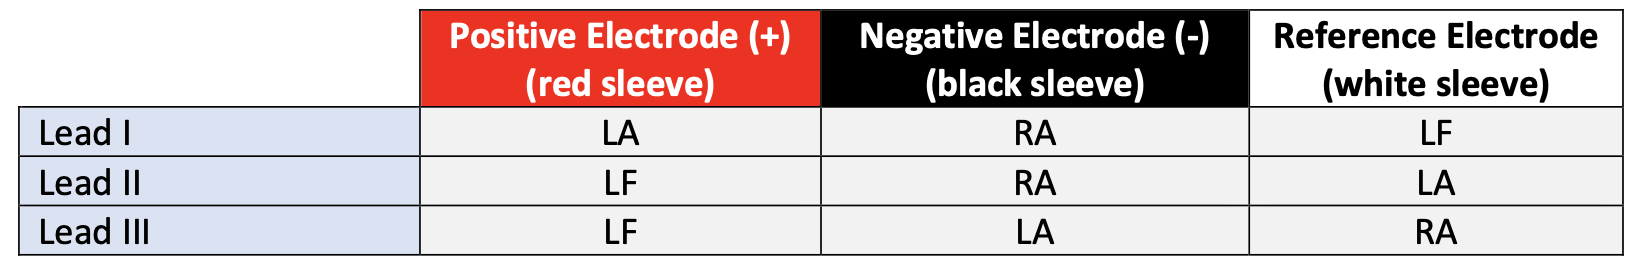 Positive Electrode (+) Negative Electrode (-) Reference Electrode
(red sleeve) (black sleeve) (white sleeve)
Lead I LA RA LF
Lead II LF RA LA
Lead III LF LA RA